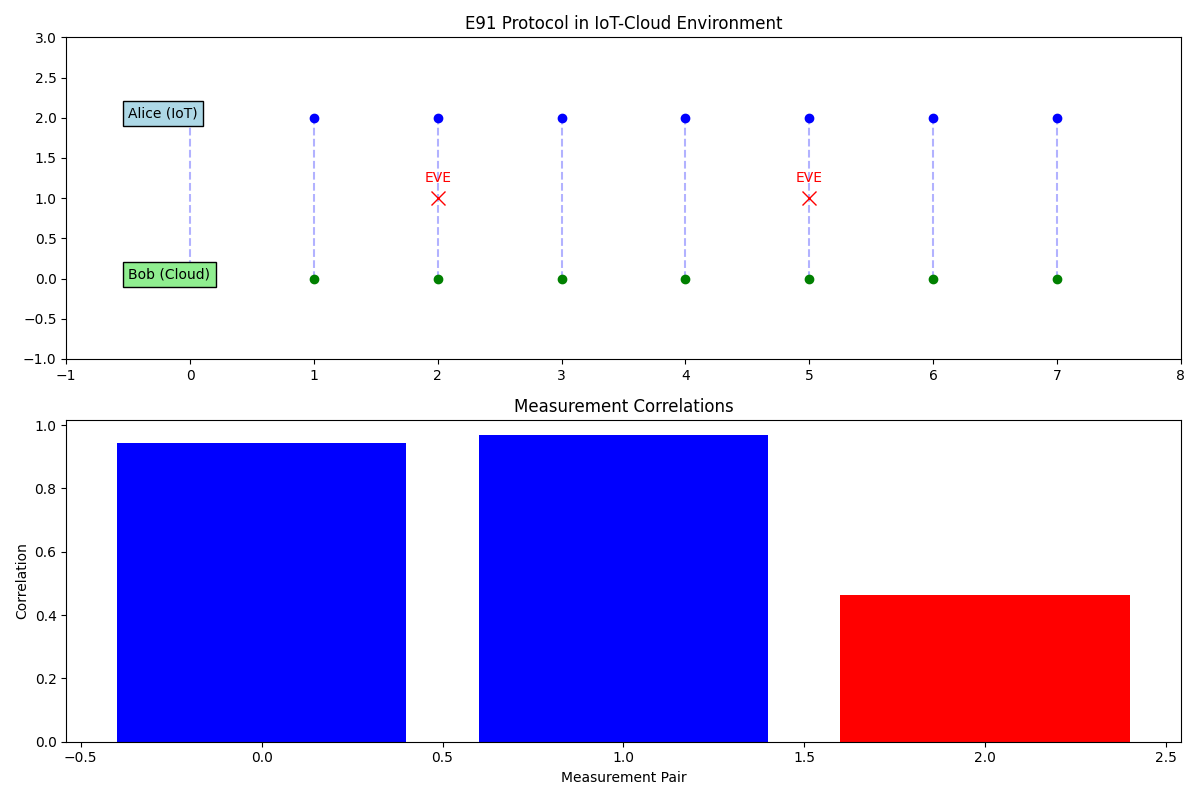 E91 Protocol in IoT-Cloud Environment
3.0
2.5
2.0
1.5
1.0
0.5
0.0
−0.5
−1.0
Alice (IoT)
EVE EVE
Bob (Cloud)
−1 0 1 2 3 4 5 6 7 8
Measurement Correlations
Correlation
1.0
0.8
0.6
0.4
0.2
0.0
−0.5 0.0 0.5 1.0 1.5 2.0 2.5
Measurement Pair